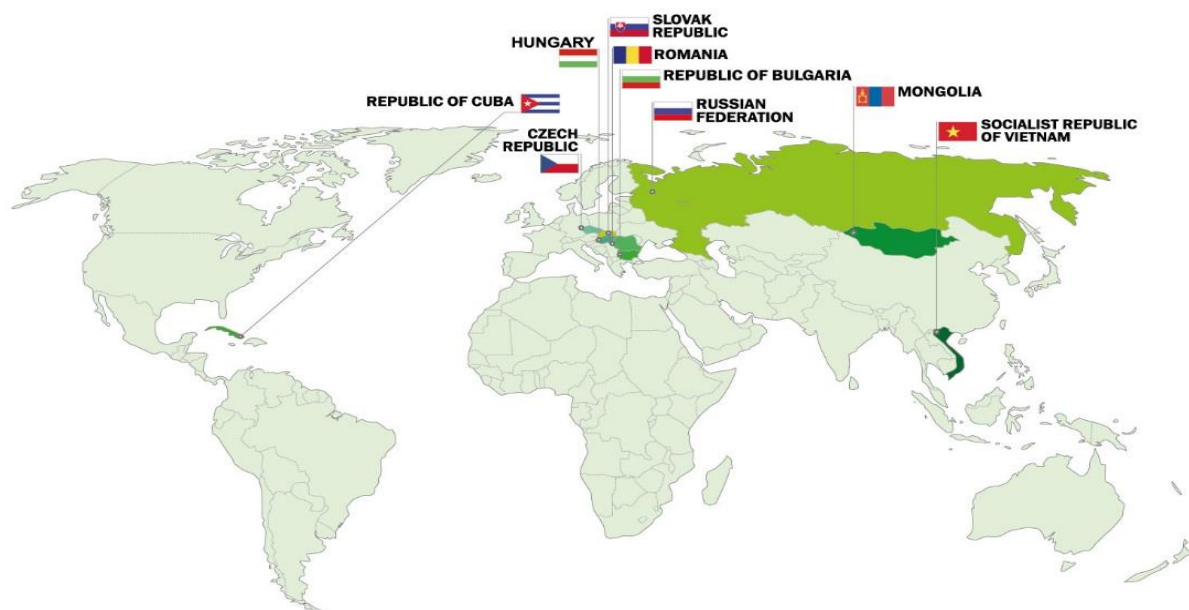 SLOVAK
REPUBLIC
HUNGARY
ROMANIA
REPUBLIC OF BULGARIA
REPUBLIC OF CUBA
RUSSIAN
FEDERATION
MONGOLIA
CZECH
REPUBLIC
SOCIALIST REPUBLIC
OF VIETNAM